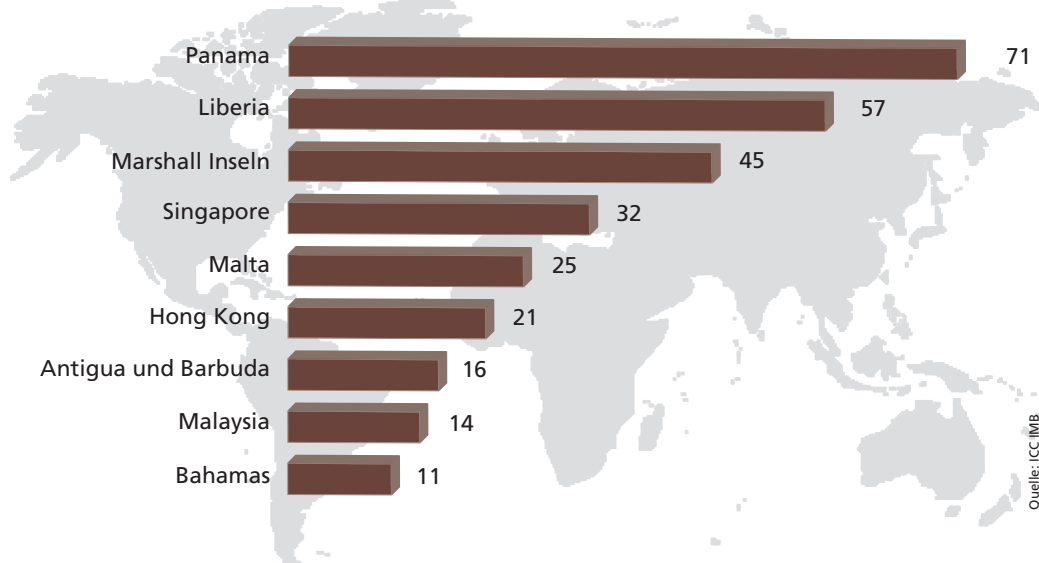 Panama 71
Liberia 57
Marshall Inseln 45
Singapore 32
Malta 25
Hong Kong 21
Antigua und Barbuda 16
Malaysia 14
Bahamas 11
Quelle: ICC IMB